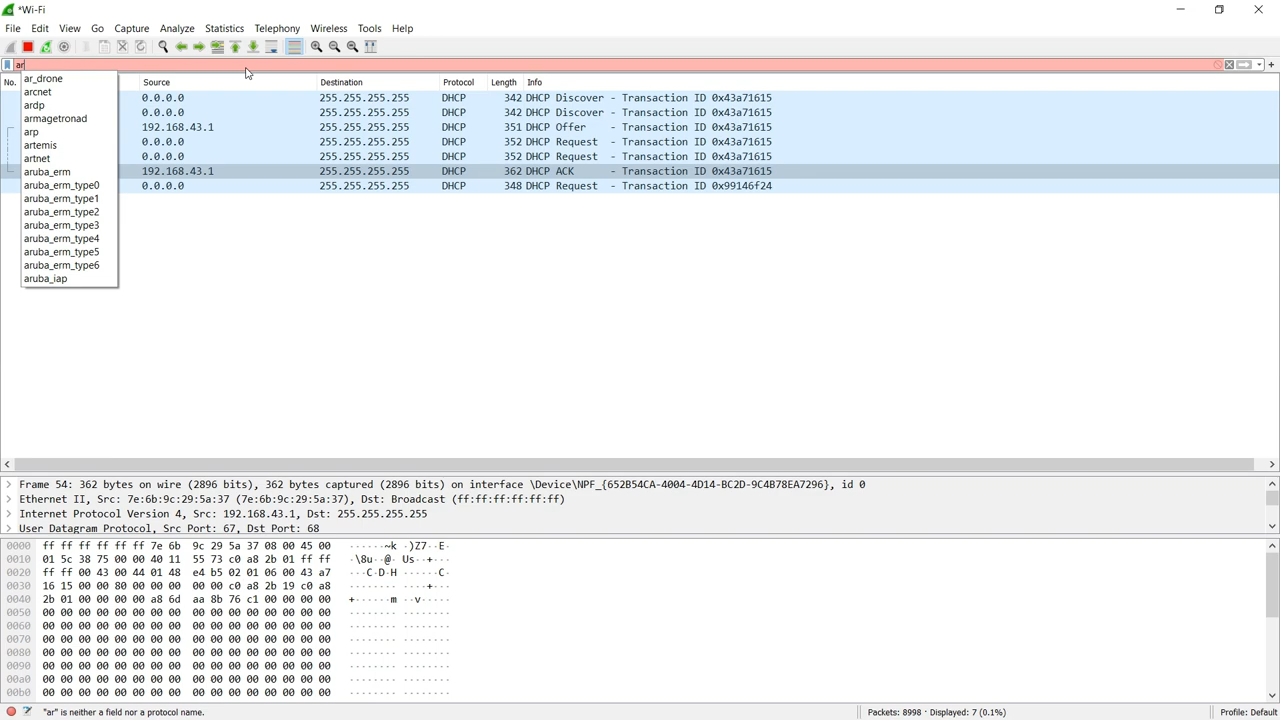 *Wi-Fi
File Edit View Go Capture Analyze Statistics Telephony Wireless Tools Help
ar
ar_drone
arcnet
ardp
armagetronad
arp
artemis
artnet
aruba_erm
aruba_erm_type0
aruba_erm_type1
aruba_erm_type2
aruba_erm_type3
aruba_erm_type4
aruba_erm_type5
aruba_erm_type6
aruba_iap
No. Source Destination Protocol Length Info
0.0.0.0 255.255.255.255 DHCP 342 DHCP Discover - Transaction ID 0x43a71615
0.0.0.0 255.255.255.255 DHCP 342 DHCP Discover - Transaction ID 0x43a71615
192.168.43.1 255.255.255.255 DHCP 351 DHCP Offer - Transaction ID 0x43a71615
0.0.0.0 255.255.255.255 DHCP 352 DHCP Request - Transaction ID 0x43a71615
0.0.0.0 255.255.255.255 DHCP 352 DHCP Request - Transaction ID 0x43a71615
192.168.43.1 255.255.255.255 DHCP 362 DHCP ACK - Transaction ID 0x43a71615
0.0.0.0 255.255.255.255 DHCP 348 DHCP Request - Transaction ID 0x99146f24
Frame 54: 362 bytes on wire (2896 bits), 362 bytes captured (2896 bits) on interface \Device\NPF_{652B54CA-4004-4D14-BC2D-9C4B78EA7296}, id 0
Ethernet II, Src: 7e:6b:9c:29:5a:37 (7e:6b:9c:29:5a:37), Dst: Broadcast (ff:ff:ff:ff:ff:ff)
Internet Protocol Version 4, Src: 192.168.43.1, Dst: 255.255.255.255
User Datagram Protocol, Src Port: 67, Dst Port: 68
0000 ff ff ff ff ff ff 7e 6b 9c 29 5a 37 08 00 45 00 ······~k ·)Z7··E·
0010 01 5c 38 75 00 00 40 11 55 73 c0 a8 2b 01 ff ff ·\8u··@· Us··+···
0020 ff ff 00 43 00 44 01 48 e4 b5 02 01 06 00 43 a7 ···C·D·H ······C·
0030 16 15 00 00 80 00 00 00 00 00 c0 a8 2b 19 c0 a8 ········ ····+···
0040 2b 01 00 00 00 00 a8 6d aa 8b 76 c1 00 00 00 00 +······m ··v·····
0050 00 00 00 00 00 00 00 00 00 00 00 00 00 00 00 00 ········ ········
0060 00 00 00 00 00 00 00 00 00 00 00 00 00 00 00 00 ········ ········
0070 00 00 00 00 00 00 00 00 00 00 00 00 00 00 00 00 ········ ········
0080 00 00 00 00 00 00 00 00 00 00 00 00 00 00 00 00 ········ ········
0090 00 00 00 00 00 00 00 00 00 00 00 00 00 00 00 00 ········ ········
00a0 00 00 00 00 00 00 00 00 00 00 00 00 00 00 00 00 ········ ········
00b0 00 00 00 00 00 00 00 00 00 00 00 00 00 00 00 00 ········ ········
"ar" is neither a field nor a protocol name. Packets: 8998 · Displayed: 7 (0.1%) Profile: Default